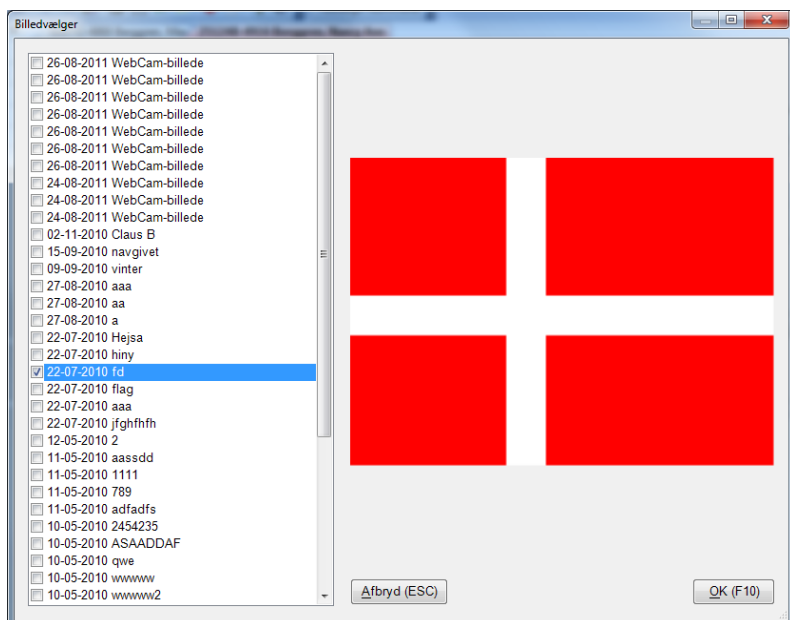 Billedvælger
26-08-2011 WebCam-billede
26-08-2011 WebCam-billede
26-08-2011 WebCam-billede
26-08-2011 WebCam-billede
26-08-2011 WebCam-billede
26-08-2011 WebCam-billede
26-08-2011 WebCam-billede
24-08-2011 WebCam-billede
24-08-2011 WebCam-billede
24-08-2011 WebCam-billede
02-11-2010 Claus B
15-09-2010 navgivet
09-09-2010 vinter
27-08-2010 aaa
27-08-2010 aa
27-08-2010 a
22-07-2010 Hejsa
22-07-2010 hiny
22-07-2010 fd
22-07-2010 flag
22-07-2010 aaa
22-07-2010 jfghfhfh
12-05-2010 2
11-05-2010 aassdd
11-05-2010 1111
11-05-2010 789
11-05-2010 adfadfs
10-05-2010 2454235
10-05-2010 ASAADDAF
10-05-2010 qwe
10-05-2010 wwwww
10-05-2010 wwwww2
Afbryd (ESC)
OK (F10)